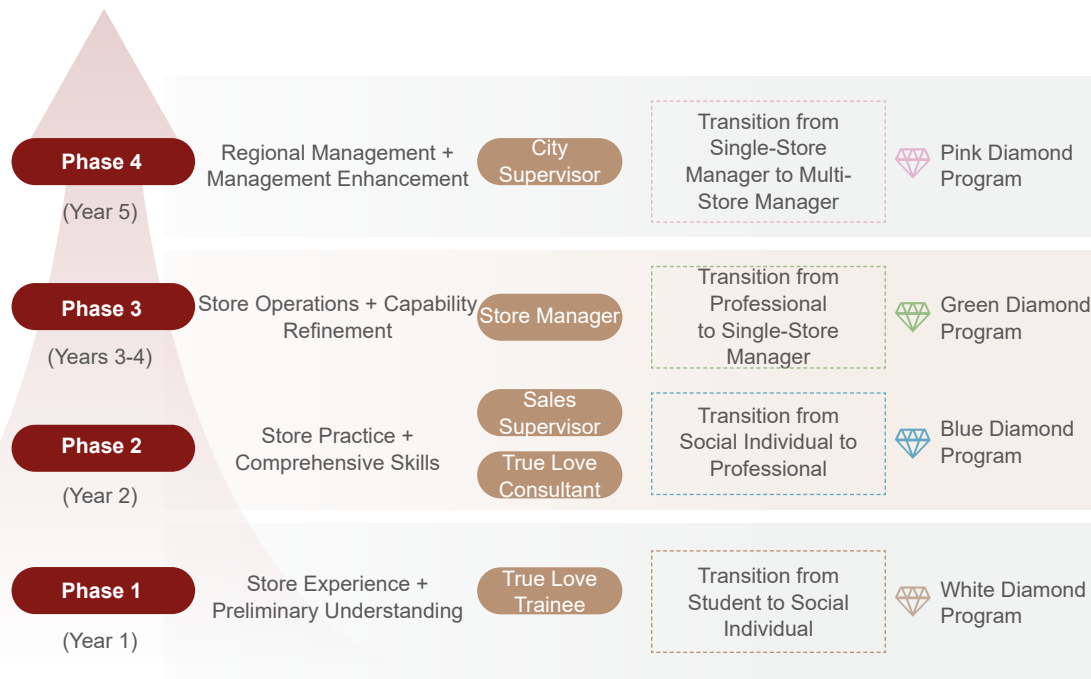 Phase 4
(Year 5)
Regional Management +
Management Enhancement
City
Supervisor
Transition from
Single-Store
Manager to Multi-
Store Manager
Pink Diamond
Program
Phase 3
(Years 3-4)
Store Operations + Capability
Refinement
Store Manager
Transition from
Professional
to Single-Store
Manager
Green Diamond
Program
Phase 2
(Year 2)
Store Practice +
Comprehensive Skills
Sales
Supervisor
True Love
Consultant
Transition from
Social Individual to
Professional
Blue Diamond
Program
Phase 1
(Year 1)
Store Experience +
Preliminary Understanding
True Love
Trainee
Transition from
Student to Social
Individual
White Diamond
Program